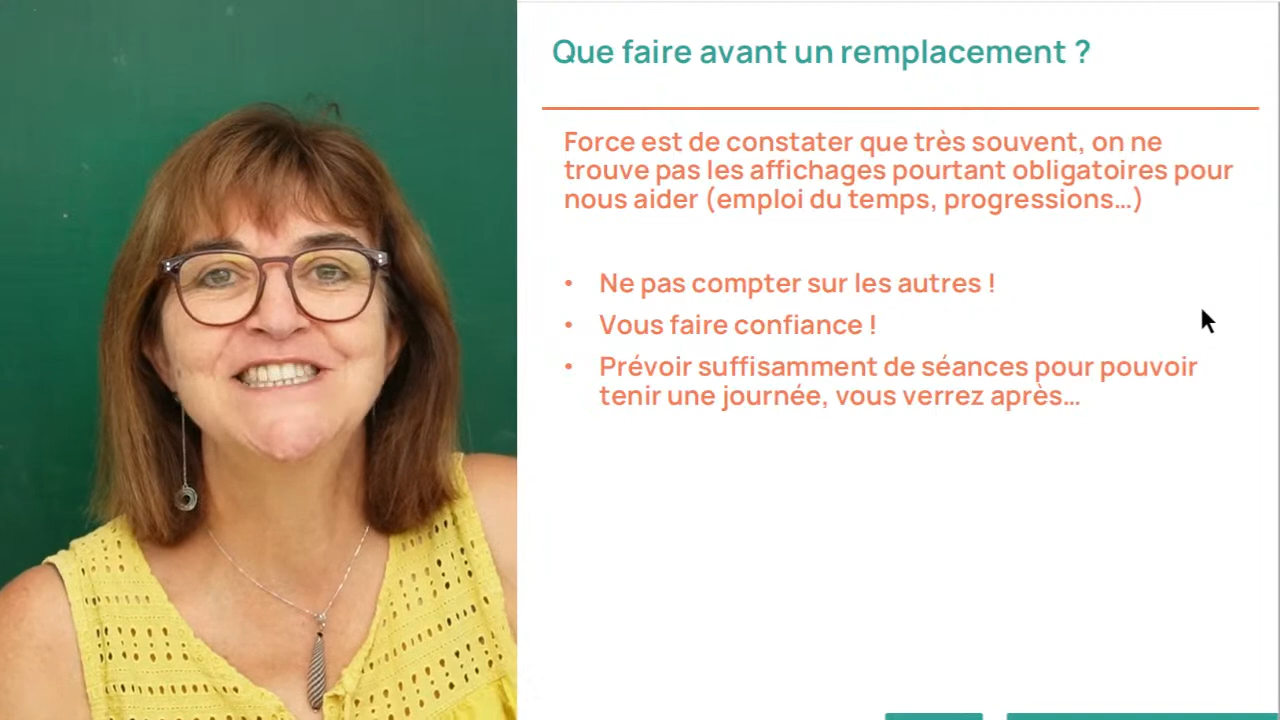 Que faire avant un remplacement ?
Force est de constater que très souvent, on ne
trouve pas les affichages pourtant obligatoires pour
nous aider (emploi du temps, progressions...)
• Ne pas compter sur les autres !
• Vous faire confiance !
• Prévoir suffisamment de séances pour pouvoir
tenir une journée, vous verrez après...